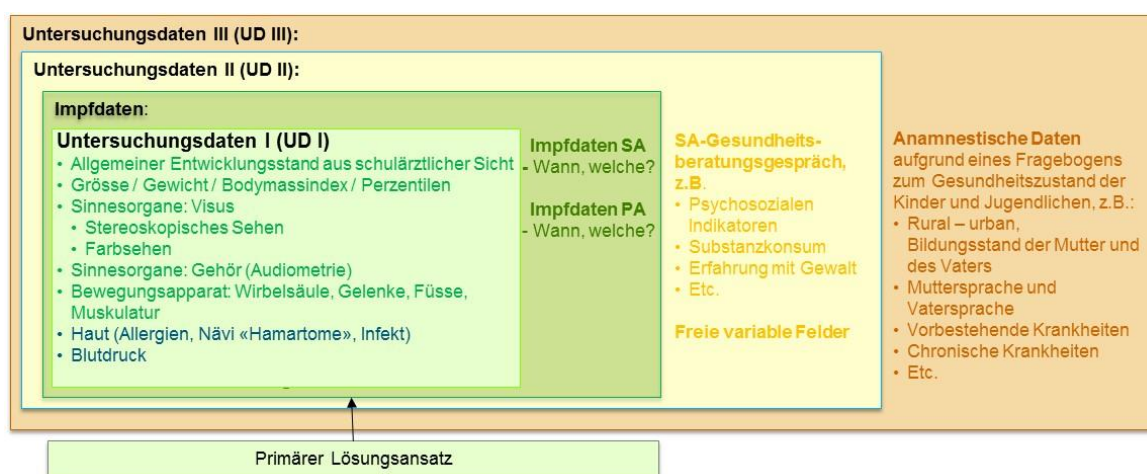 Untersuchungsdaten III (UD III):
Untersuchungsdaten II (UD II):
Impfdaten:
Untersuchungsdaten I (UD I)
• Allgemeiner Entwicklungsstand aus schulärztlicher Sicht
• Grösse / Gewicht / Bodymassindex / Perzentilen
• Sinnesorgane: Visus
• Stereoskopisches Sehen
• Farbsehen
• Sinnesorgane: Gehör (Audiometrie)
• Bewegungsapparat: Wirbelsäule, Gelenke, Füsse,
Muskulatur
• Haut (Allergien, Nävi «Hamartome», Infekt)
• Blutdruck
Impfdaten SA
- Wann, welche?
Impfdaten PA
- Wann, welche?
SA-Gesundheits-
beratungsgespräch,
z.B.
• Psychosozialen
Indikatoren
• Substanzkonsum
• Erfahrung mit Gewalt
• Etc.
Freie variable Felder
Anamnestische Daten
aufgrund eines Fragebogens
zum Gesundheitszustand der
Kinder und Jugendlichen, z.B.:
• Rural – urban,
Bildungsstand der Mutter und
des Vaters
• Muttersprache und
Vatersprache
• Vorbestehende Krankheiten
• Chronische Krankheiten
• Etc.
Primärer Lösungsansatz